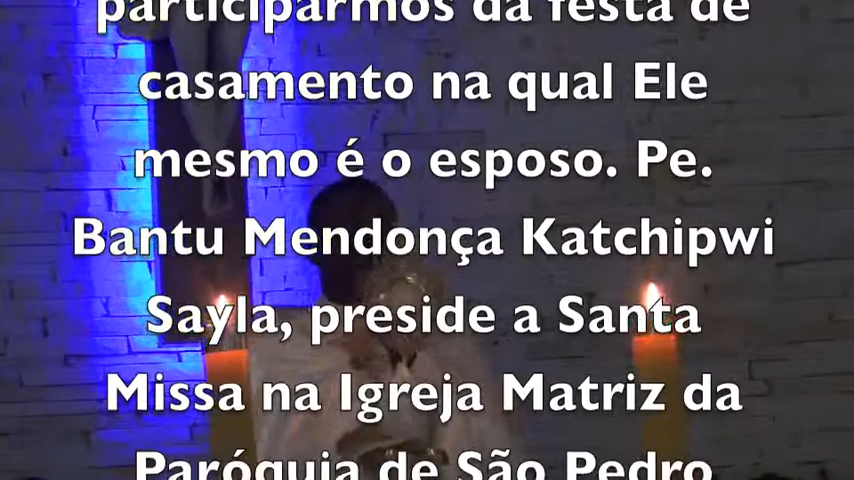 participarmos da festa de
casamento na qual Ele
mesmo é o esposo. Pe.
Bantu Mendonça Katchipwi
Sayla, preside a Santa
Missa na Igreja Matriz da
Paróquia de São Pedro